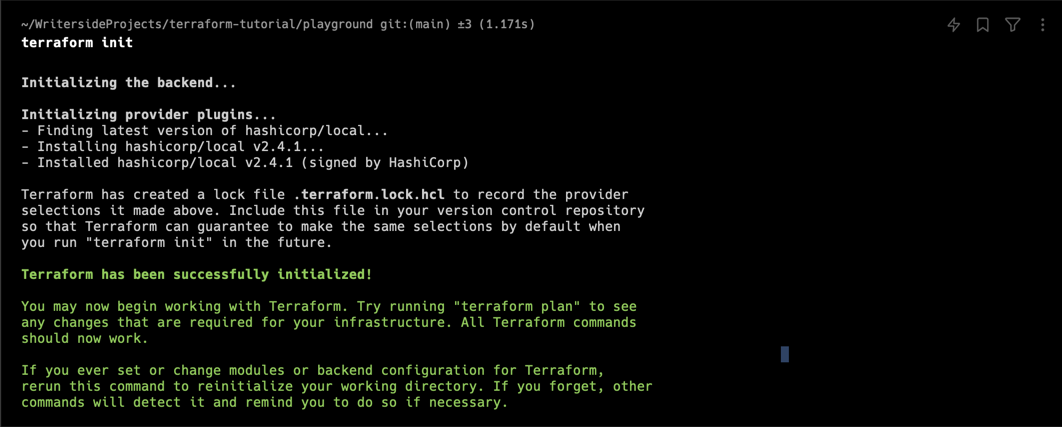 ~/WritersideProjects/terraform-tutorial/playground git:(main) ±3 (1.171s)
terraform init
Initializing the backend...
Initializing provider plugins...
- Finding latest version of hashicorp/local...
- Installing hashicorp/local v2.4.1...
- Installed hashicorp/local v2.4.1 (signed by HashiCorp)
Terraform has created a lock file .terraform.lock.hcl to record the provider
selections it made above. Include this file in your version control repository
so that Terraform can guarantee to make the same selections by default when
you run "terraform init" in the future.
Terraform has been successfully initialized!
You may now begin working with Terraform. Try running "terraform plan" to see
any changes that are required for your infrastructure. All Terraform commands
should now work.
If you ever set or change modules or backend configuration for Terraform,
rerun this command to reinitialize your working directory. If you forget, other
commands will detect it and remind you to do so if necessary.